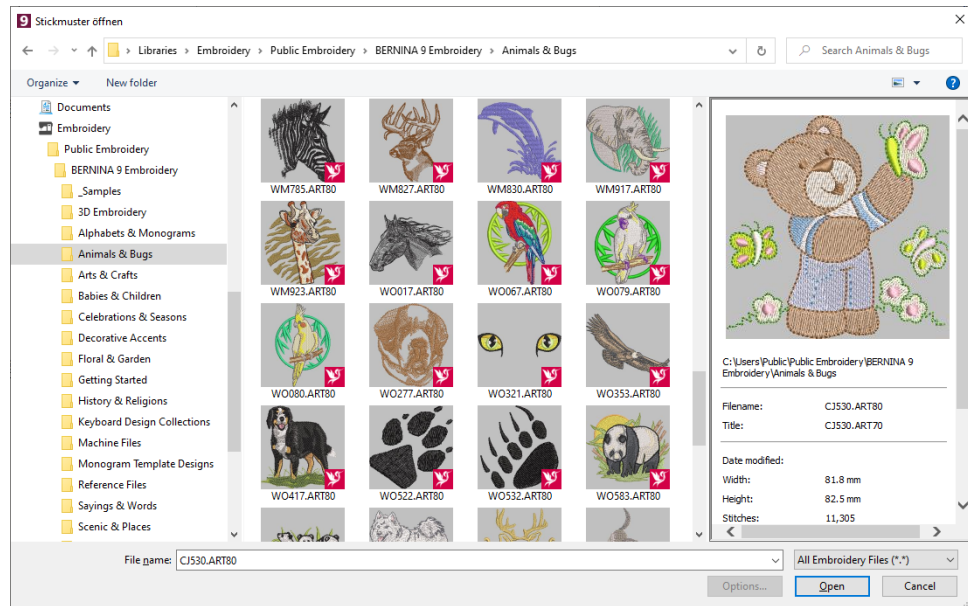 9 Stickmuster öffnen
Libraries > Embroidery > Public Embroidery > BERNINA 9 Embroidery > Animals & Bugs
Search Animals & Bugs
Organize
New folder
Documents
Embroidery
Public Embroidery
BERNINA 9 Embroidery
_Samples
3D Embroidery
Alphabets & Monograms
Animals & Bugs
Arts & Crafts
Babies & Children
Celebrations & Seasons
Decorative Accents
Floral & Garden
Getting Started
History & Religions
Keyboard Design Collections
Machine Files
Monogram Template Designs
Reference Files
Sayings & Words
Scenic & Places
WM785.ART80 WM827.ART80 WM830.ART80 WM917.ART80
WM923.ART80 WO017.ART80 WO067.ART80 WO079.ART80
WO080.ART80 WO277.ART80 WO321.ART80 WO353.ART80
WO417.ART80 WO522.ART80 WO532.ART80 WO583.ART80
C:\Users\Public\Public Embroidery\BERNINA 9
Embroidery\Animals & Bugs
Filename: CJ530.ART80
Title: CJ530.ART70
Date modified:
Width: 81.8 mm
Height: 82.5 mm
Stitches: 11,305
File name: CJ530.ART80
All Embroidery Files (*.*)
Options...
Open
Cancel